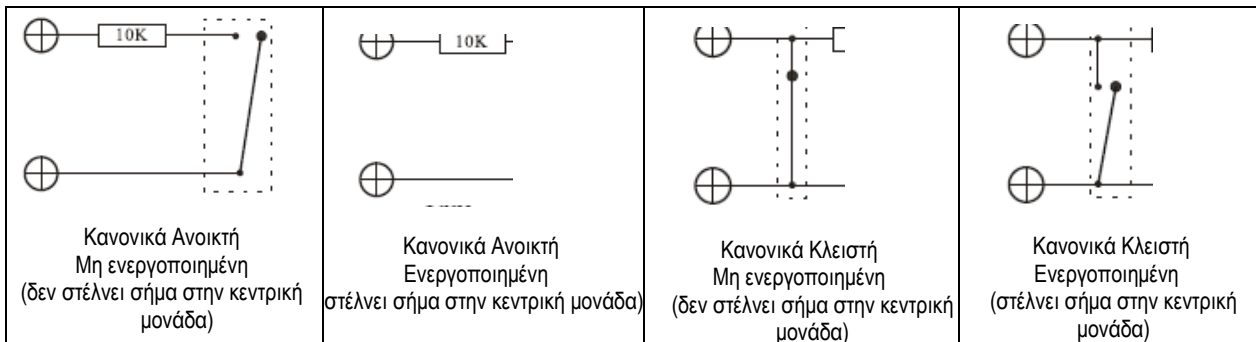 10K
10K
Κανονικά Ανοικτή
Μη ενεργοποιημένη
(δεν στέλνει σήμα στην κεντρική
μονάδα)
Κανονικά Ανοικτή
Ενεργοποιημένη
στέλνει σήμα στην κεντρική μονάδα)
Κανονικά Κλειστή
Μη ενεργοποιημένη
(δεν στέλνει σήμα στην κεντρική
μονάδα)
Κανονικά Κλειστή
Ενεργοποιημένη
(στέλνει σήμα στην κεντρική
μονάδα)